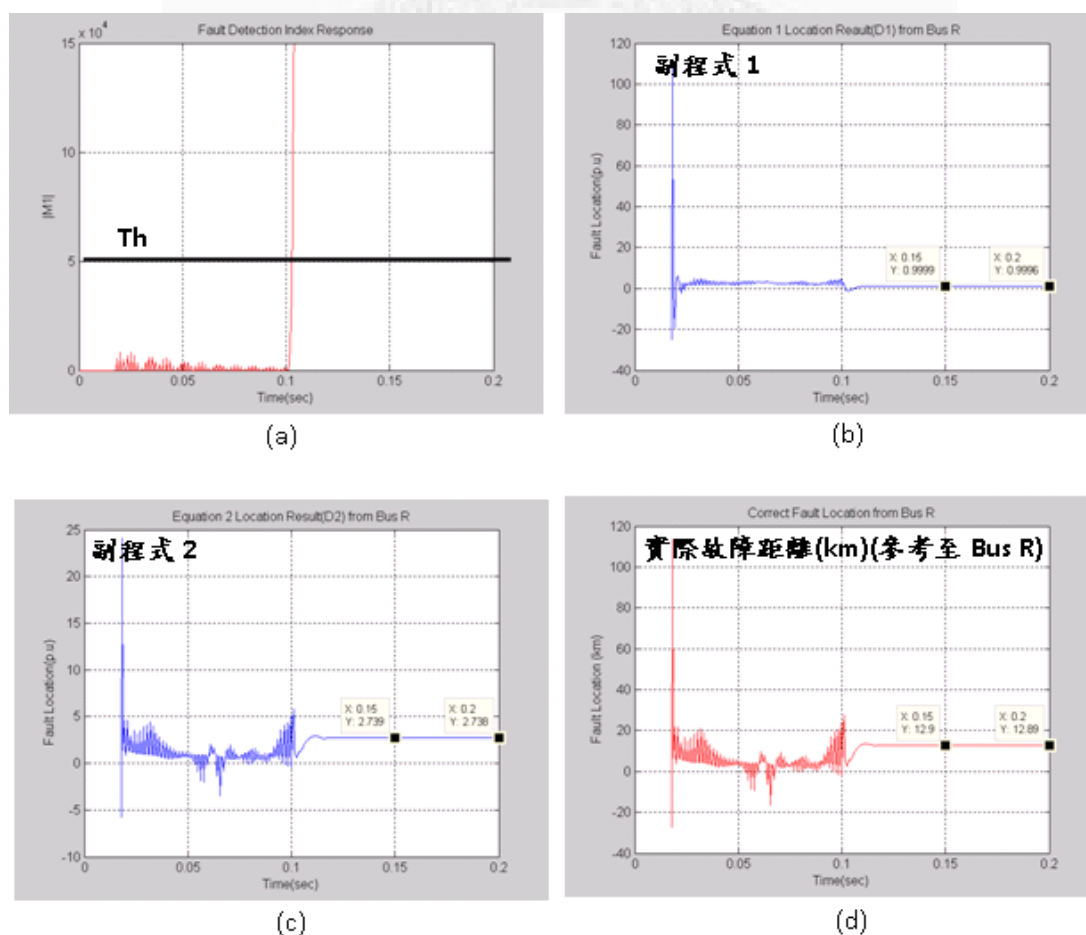 Fault Detection Index Response
15
x 10^4
10
5
0
|M1|
Th
0
0.05
0.1
0.15
0.2
Time(sec)
(a)
Equation 1 Location Reault(D1) from Bus R
副程式 1
120
100
80
60
40
20
0
-20
-40
Fault Location(p.u)
X: 0.15
Y: 0.9999
X: 0.2
Y: 0.9996
0
0.05
0.1
0.15
0.2
Time(sec)
(b)
Equation 2 Location Result(D2) from Bus R
副程式 2
25
20
15
10
5
0
-5
-10
Fault Location(p.u)
X: 0.15
Y: 2.739
X: 0.2
Y: 2.738
0
0.05
0.1
0.15
0.2
Time(sec)
(c)
Correct Fault Location from Bus R
實際故障距離(km)(參考至 Bus R)
120
100
80
60
40
20
0
-20
-40
Fault Location (km)
X: 0.15
Y: 12.9
X: 0.2
Y: 12.89
0
0.05
0.1
0.15
0.2
Time(sec)
(d)